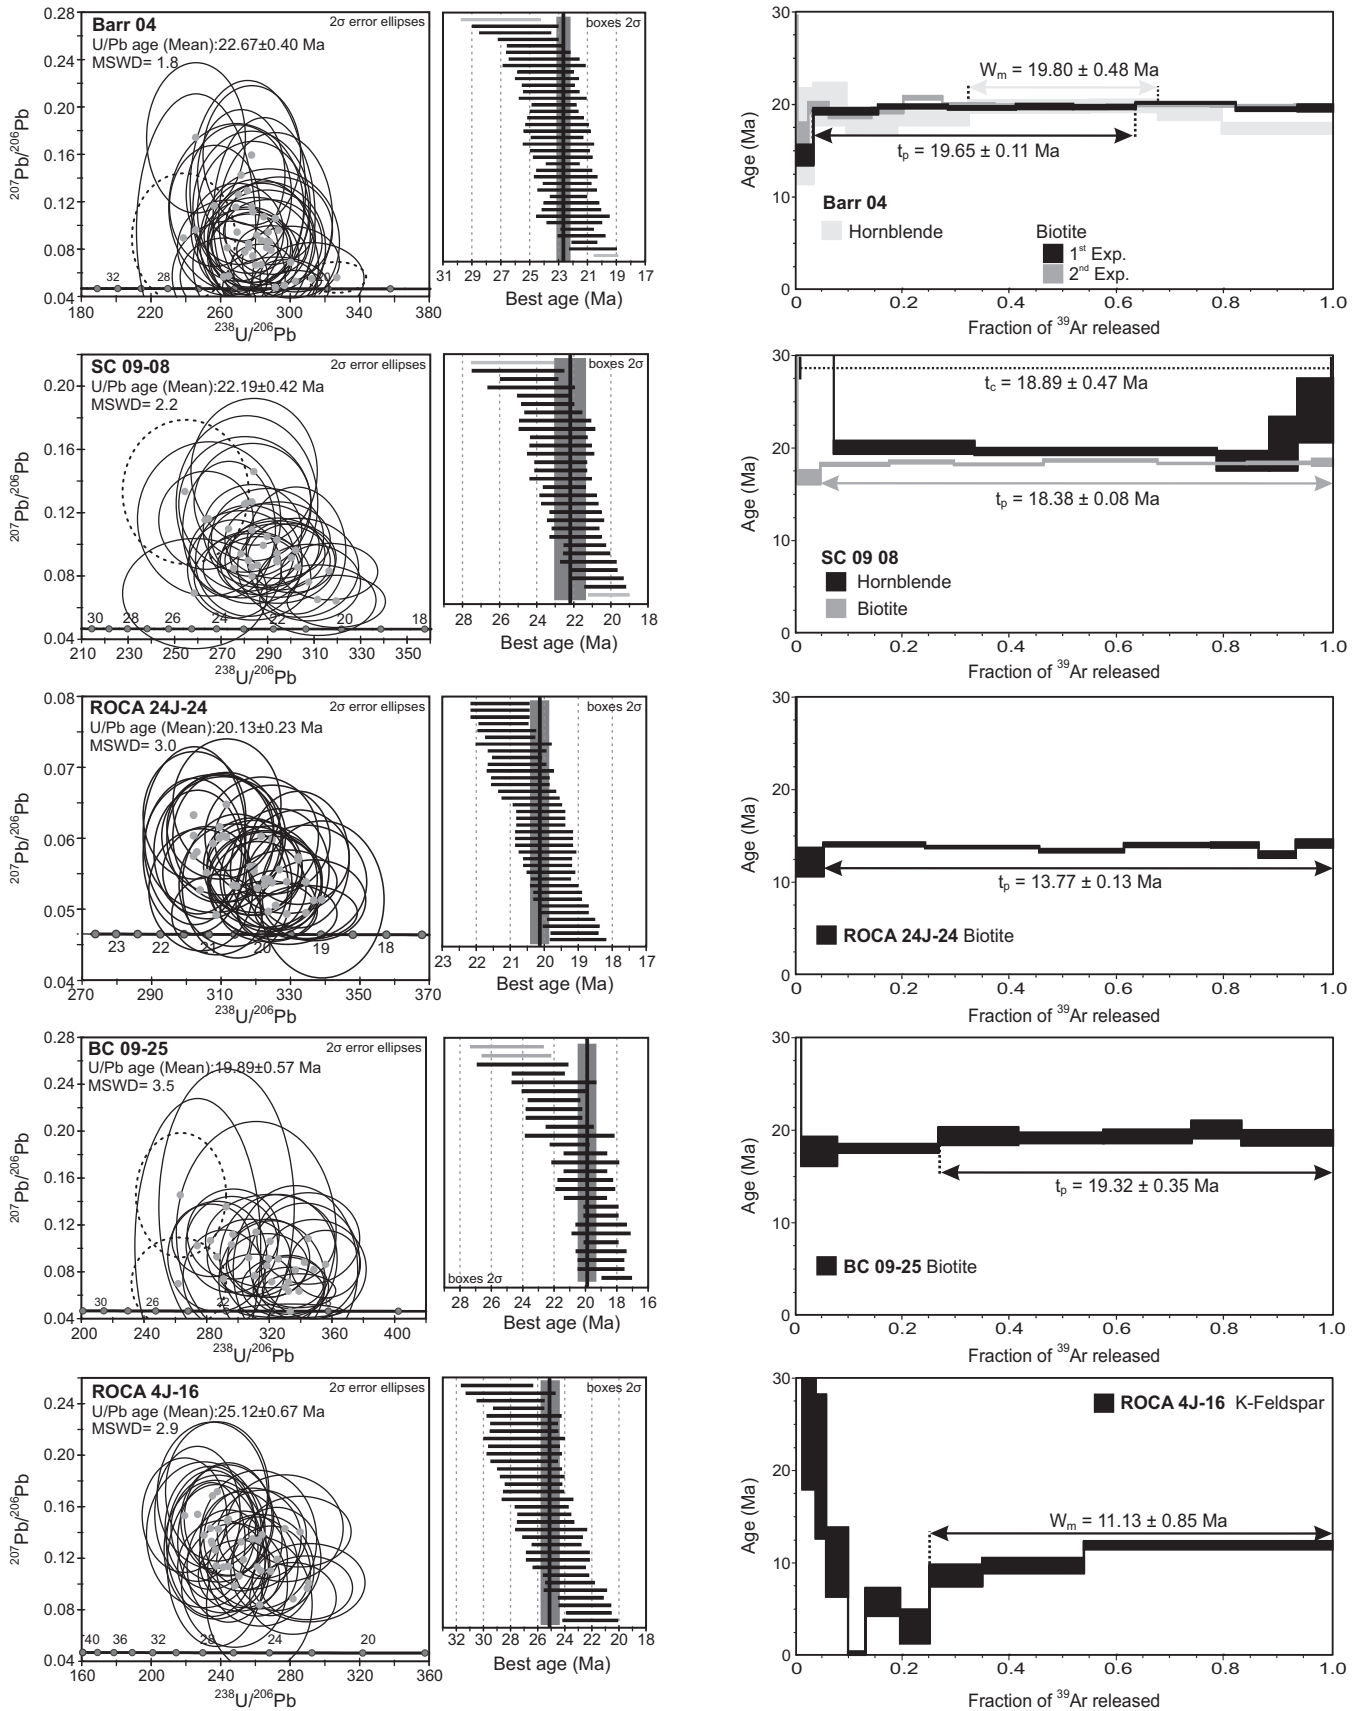 Barr 04
2σ error ellipses
U/Pb age (Mean):22.67±0.40 Ma
MSWD= 1.8
0.28
0.24
0.20
0.16
0.12
0.08
0.04
207Pb/206Pb
32
28
20
180
220
260
300
340
380
238U/206Pb
boxes 2σ
31
29
27
25
23
21
19
17
Best age (Ma)
30
20
10
0
Age (Ma)
Wm = 19.80 ± 0.48 Ma
tp = 19.65 ± 0.11 Ma
Barr 04
Hornblende
Biotite
1st Exp.
2nd Exp.
0
0.2
0.4
0.6
0.8
1.0
Fraction of 39Ar released
SC 09-08
2σ error ellipses
U/Pb age (Mean):22.19±0.42 Ma
MSWD= 2.2
0.20
0.16
0.12
0.08
0.04
207Pb/206Pb
30
28
26
24
22
20
18
210
230
250
270
290
310
330
350
238U/206Pb
boxes 2σ
28
26
24
22
20
18
Best age (Ma)
30
20
10
0
Age (Ma)
tc = 18.89 ± 0.47 Ma
tp = 18.38 ± 0.08 Ma
SC 09 08
Hornblende
Biotite
0
0.2
0.4
0.6
0.8
1.0
Fraction of 39Ar released
ROCA 24J-24
2σ error ellipses
U/Pb age (Mean):20.13±0.23 Ma
MSWD= 3.0
0.08
0.07
0.06
0.05
0.04
207Pb/206Pb
23
22
21
20
19
18
270
290
310
330
350
370
238U/206Pb
boxes 2σ
23
22
21
20
19
18
17
Best age (Ma)
30
20
10
0
Age (Ma)
tp = 13.77 ± 0.13 Ma
ROCA 24J-24 Biotite
0
0.2
0.4
0.6
0.8
1.0
Fraction of 39Ar released
BC 09-25
2σ error ellipses
U/Pb age (Mean):19.89±0.57 Ma
MSWD= 3.5
0.28
0.24
0.20
0.16
0.12
0.08
0.04
207Pb/206Pb
30
26
22
200
240
280
320
360
400
238U/206Pb
boxes 2σ
28
26
24
22
20
18
16
Best age (Ma)
30
20
10
0
Age (Ma)
tp = 19.32 ± 0.35 Ma
BC 09-25 Biotite
0
0.2
0.4
0.6
0.8
1.0
Fraction of 39Ar released
ROCA 4J-16
2σ error ellipses
U/Pb age (Mean):25.12±0.67 Ma
MSWD= 2.9
0.24
0.20
0.16
0.12
0.08
0.04
207Pb/206Pb
40
36
32
28
24
20
160
200
240
280
320
360
238U/206Pb
boxes 2σ
32
30
28
26
24
22
20
18
Best age (Ma)
30
20
10
0
Age (Ma)
ROCA 4J-16 K-Feldspar
Wm = 11.13 ± 0.85 Ma
0
0.2
0.4
0.6
0.8
1.0
Fraction of 39Ar released